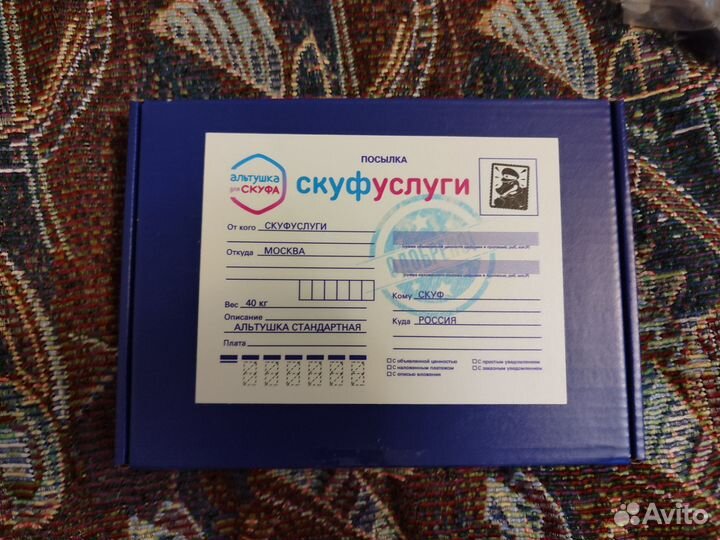 ПОСЫЛКА
АЛЬТУШКА
для СКУФА
скуфуслуги
От кого СКУФУСЛУГИ
Откуда МОСКВА
ОДОБРЕНО
Вес 40 кг
Кому СКУФ
Описание
АЛЬТУШКА СТАНДАРТНАЯ
Куда РОССИЯ
Плата
С объявленной ценностью
С наложенным платежом
С описью вложения
С простым уведомлением
С заказным уведомлением
Avito